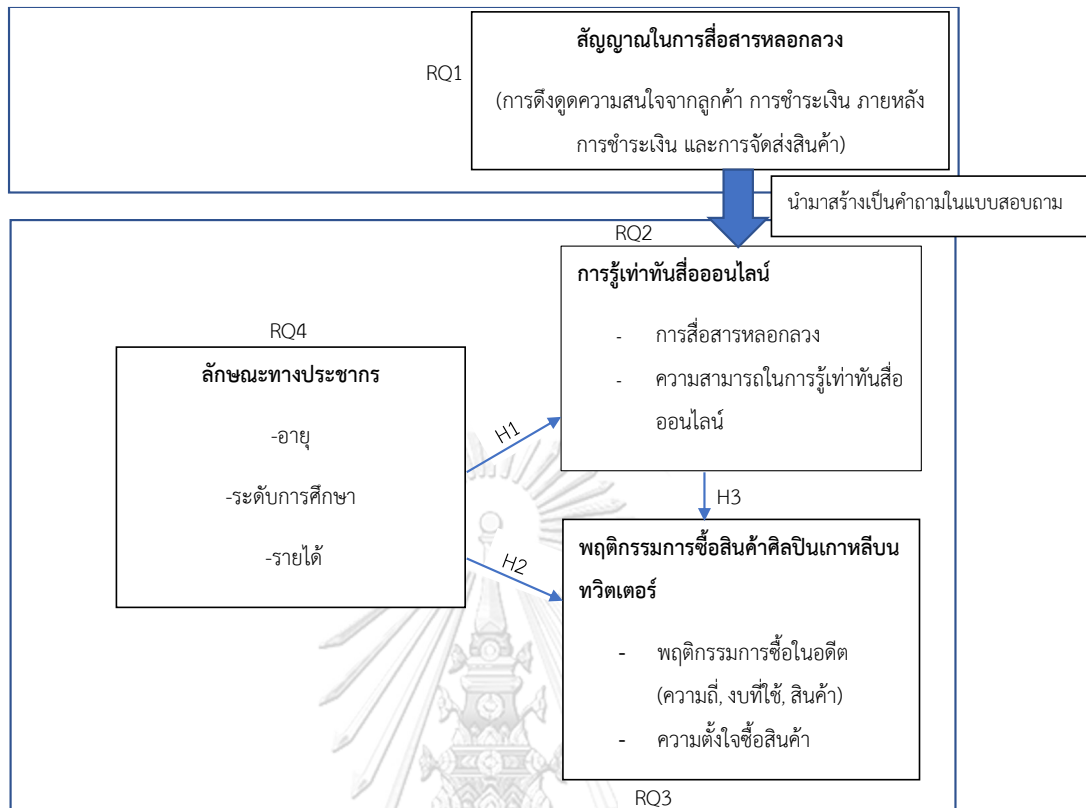 สัญญาณในการสื่อสารหลอกลวง
RQ1
(การดึงดูดความสนใจจากลูกค้า การชำระเงิน ภายหลัง
การชำระเงิน และการจัดส่งสินค้า)
นำมาสร้างเป็นคำถามในแบบสอบถาม
RQ2
การรู้เท่าทันสื่อออนไลน์
- การสื่อสารหลอกลวง
- ความสามารถในการรู้เท่าทันสื่อ
ออนไลน์
RQ4
ลักษณะทางประชากร
-อายุ
-ระดับการศึกษา
-รายได้
H1
H2
H3
พฤติกรรมการซื้อสินค้าศิลปินเกาหลีบน
ทวิตเตอร์
- พฤติกรรมการซื้อในอดีต
(ความถี่, งบที่ใช้, สินค้า)
- ความตั้งใจซื้อสินค้า
RQ3